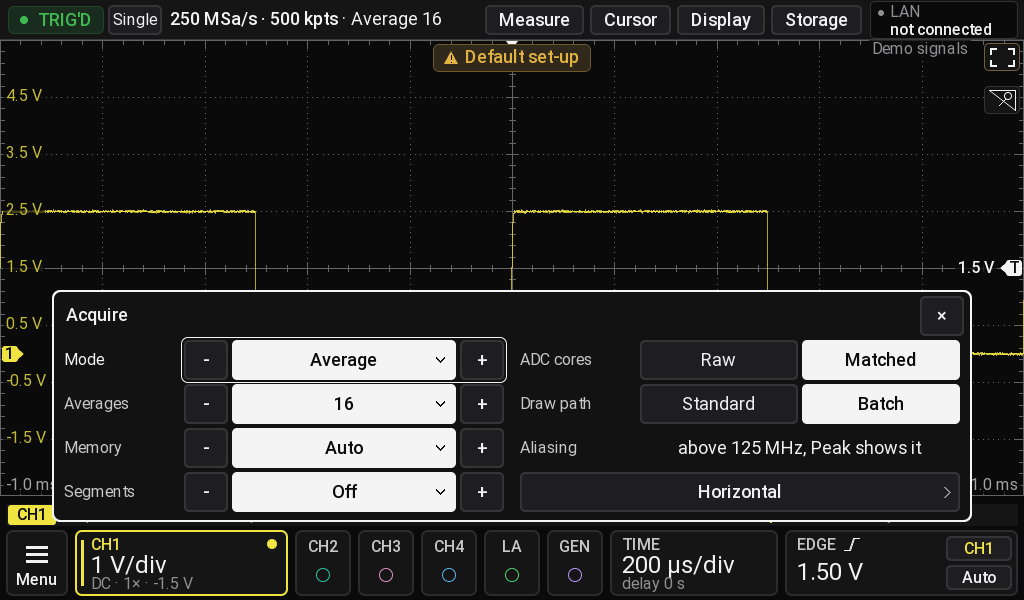 TRIG'D
Single
250 MSa/s · 500 kpts · Average 16
Measure
Cursor
Display
Storage
LAN
not connected
Demo signals
Default set-up
4.5 V
3.5 V
2.5 V
1.5 V
1.5 V
T
0.5 V
1
-0.5 V
-1.5 V
-1.0 ms
1.0 ms
Acquire
×
Mode
- Average +
ADC cores
Raw
Matched
Averages
- 16 +
Draw path
Standard
Batch
Memory
- Auto +
Aliasing
above 125 MHz, Peak shows it
Segments
- Off +
Horizontal
CH1
Menu
CH1
1 V/div
DC · 1× · -1.5 V
CH2
CH3
CH4
LA
GEN
TIME
200 µs/div
delay 0 s
EDGE
1.50 V
CH1
Auto